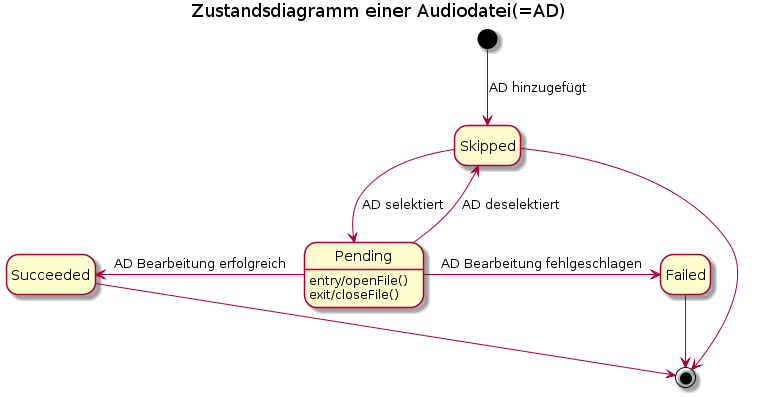 Zustandsdiagramm einer Audiodatei(=AD)
AD hinzugefügt
Skipped
AD selektiert
AD deselektiert
Pending
entry/openFile()
exit/closeFile()
AD Bearbeitung erfolgreich
Succeeded
AD Bearbeitung fehlgeschlagen
Failed